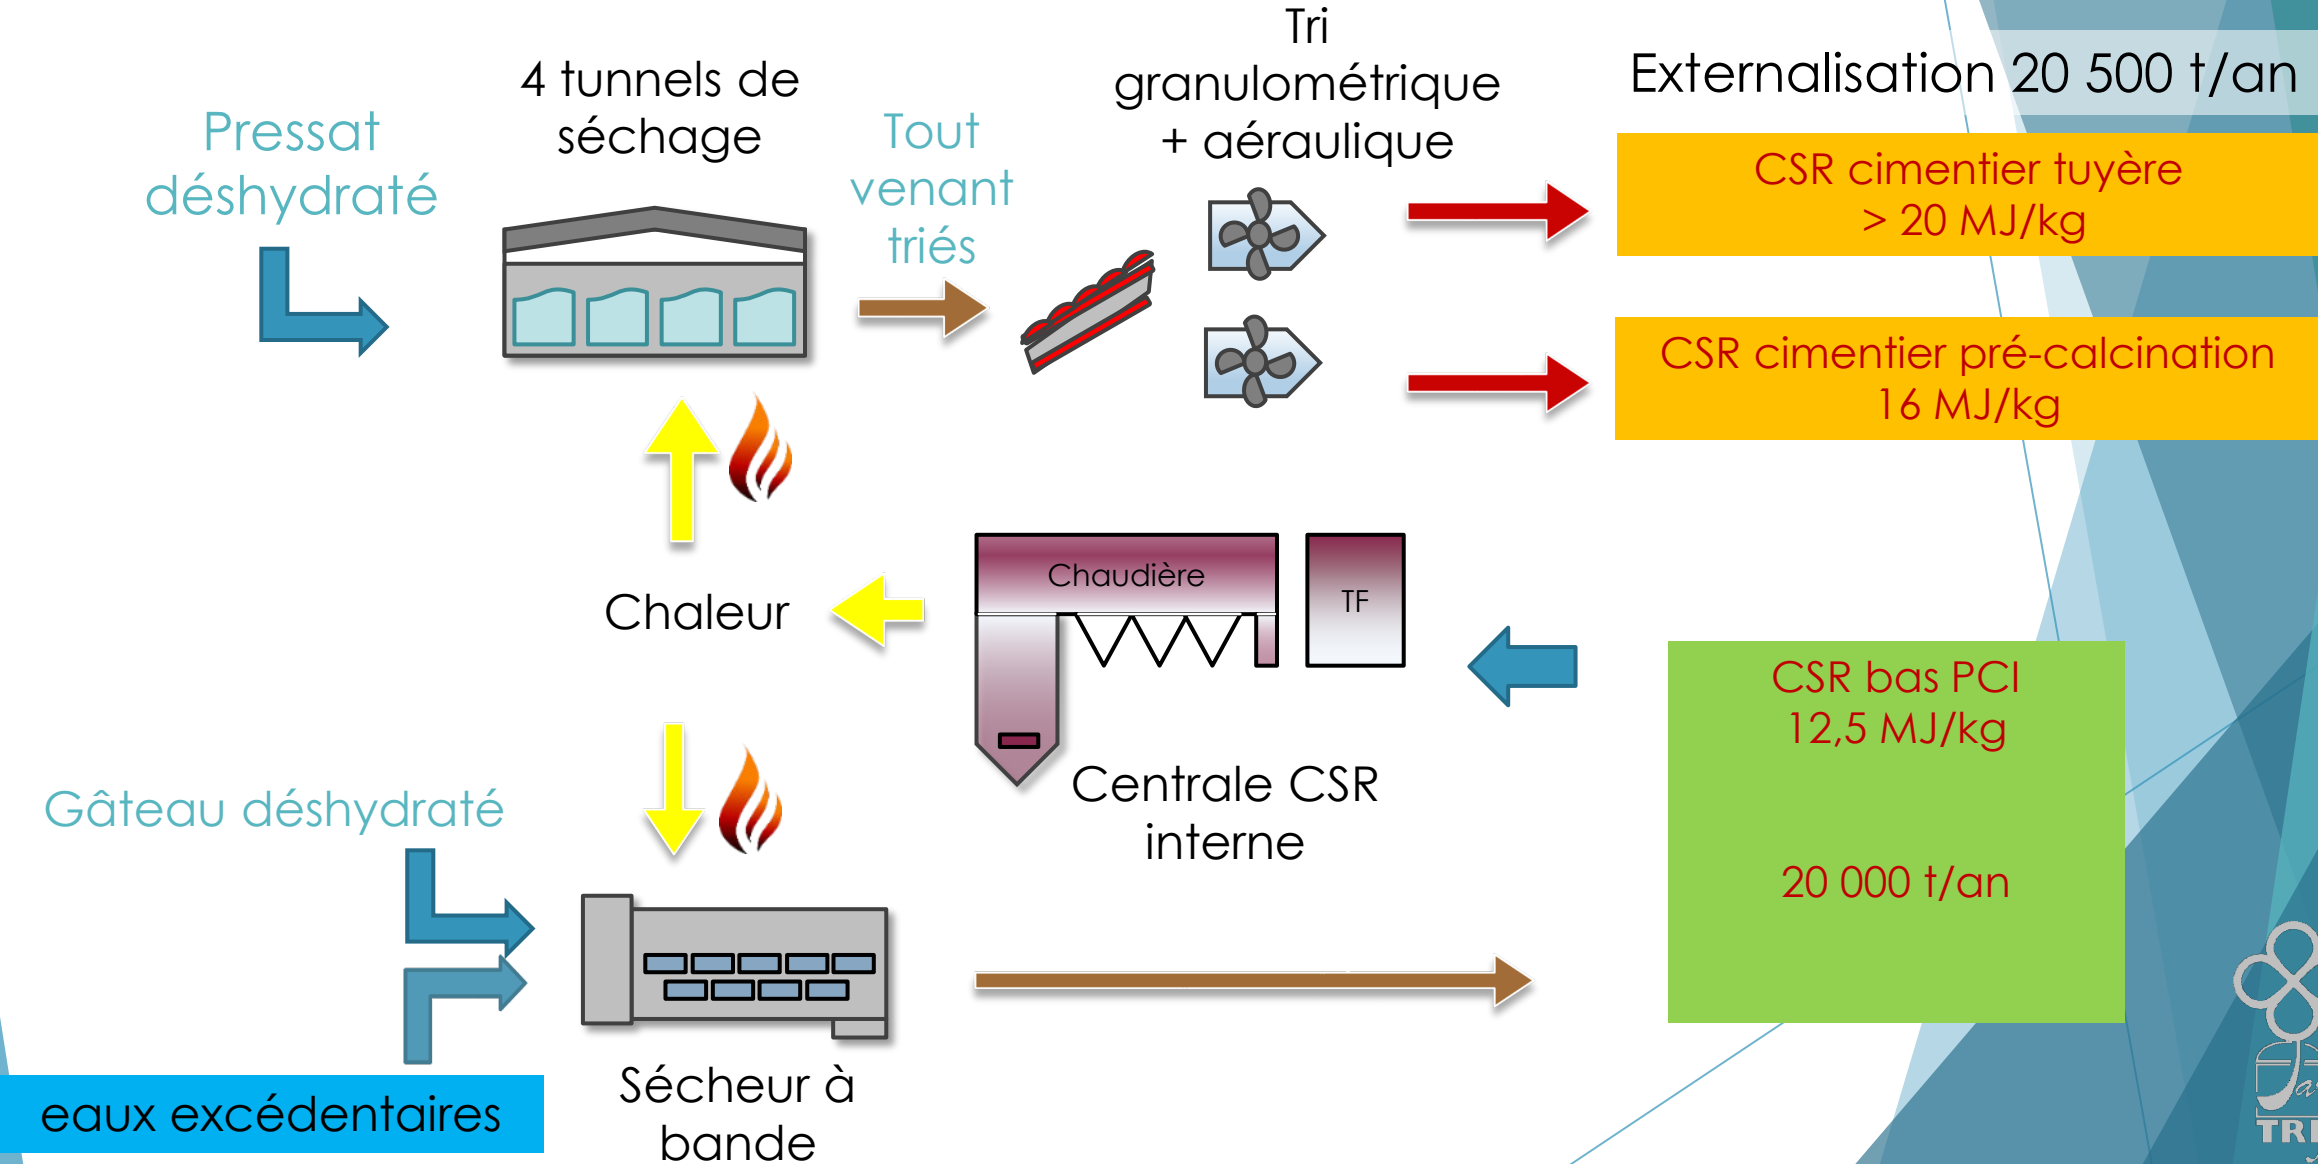 Pressat
déshydraté
4 tunnels de
séchage
Tout
venant
triés
Tri
granulométrique
+ aéraulique
Externalisation 20 500 t/an
CSR cimentier tuyère
> 20 MJ/kg
CSR cimentier pré-calcination
16 MJ/kg
Chaleur
Chaudière
TF
Centrale CSR
interne
CSR bas PCI
12,5 MJ/kg
20 000 t/an
Gâteau déshydraté
eaux excédentaires
Sécheur à
bande